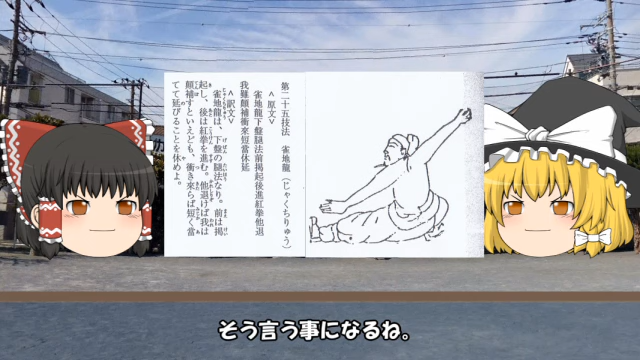 第二十五技法　雀地龍（じゃくちりゅう）
＜原文＞
雀地龍下盤腿法前掲起後進紅拳他退
我雖顛補衝來短當休延
＜訳文＞
雀地龍は、下盤の腿法なり。前は掲
起し、後は紅拳を進む。他退けば我は
顛補すといえども、衝き来らば短く當
てて延びることを休めよ。
そう言う事になるね。